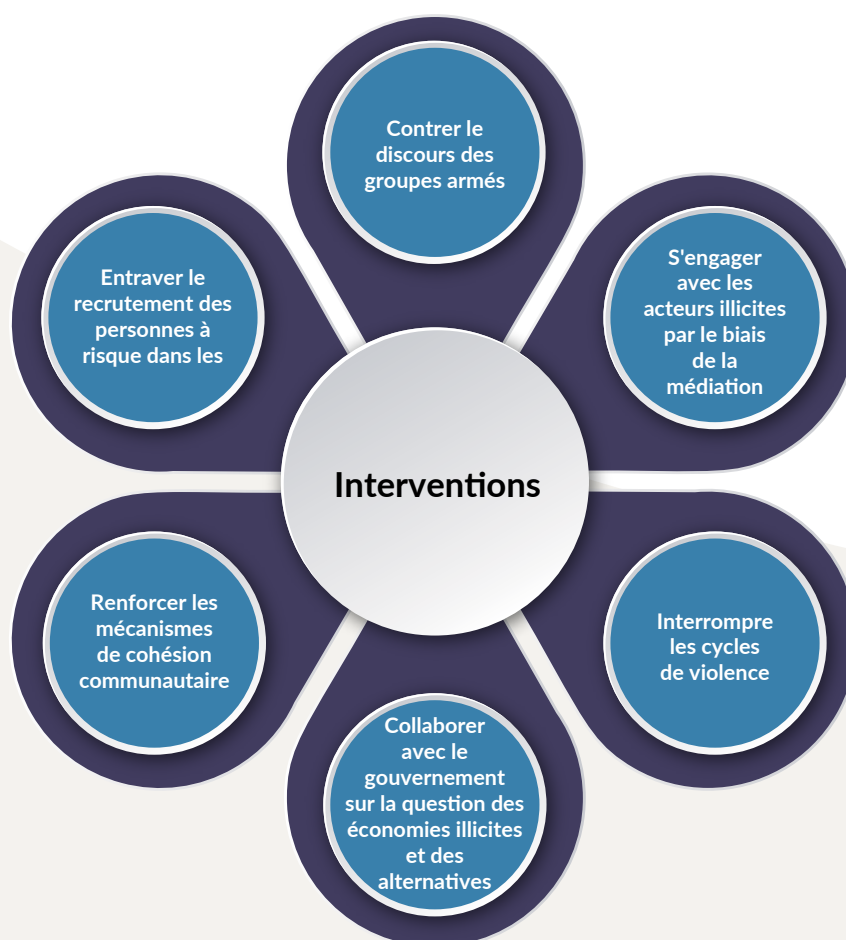 Contrer le
discours des
groupes armés
S'engager
avec les
acteurs illicites
par le biais
de la
médiation
Interrompre
les cycles
de violence
Collaborer
avec le
gouvernement
sur la question des
économies illicites
et des
alternatives
Renforcer les
mécanismes
de cohésion
communautaire
Entraver le
recrutement des
personnes à
risque dans les
Interventions